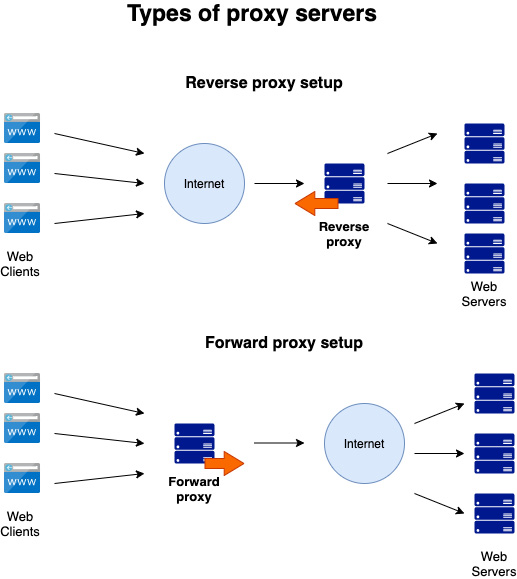 Types of proxy servers
Reverse proxy setup
WWW
WWW
WWW
Web
Clients
Internet
Reverse
proxy
Web
Servers
Forward proxy setup
WWW
WWW
WWW
Web
Clients
Forward
proxy
Internet
Web
Servers